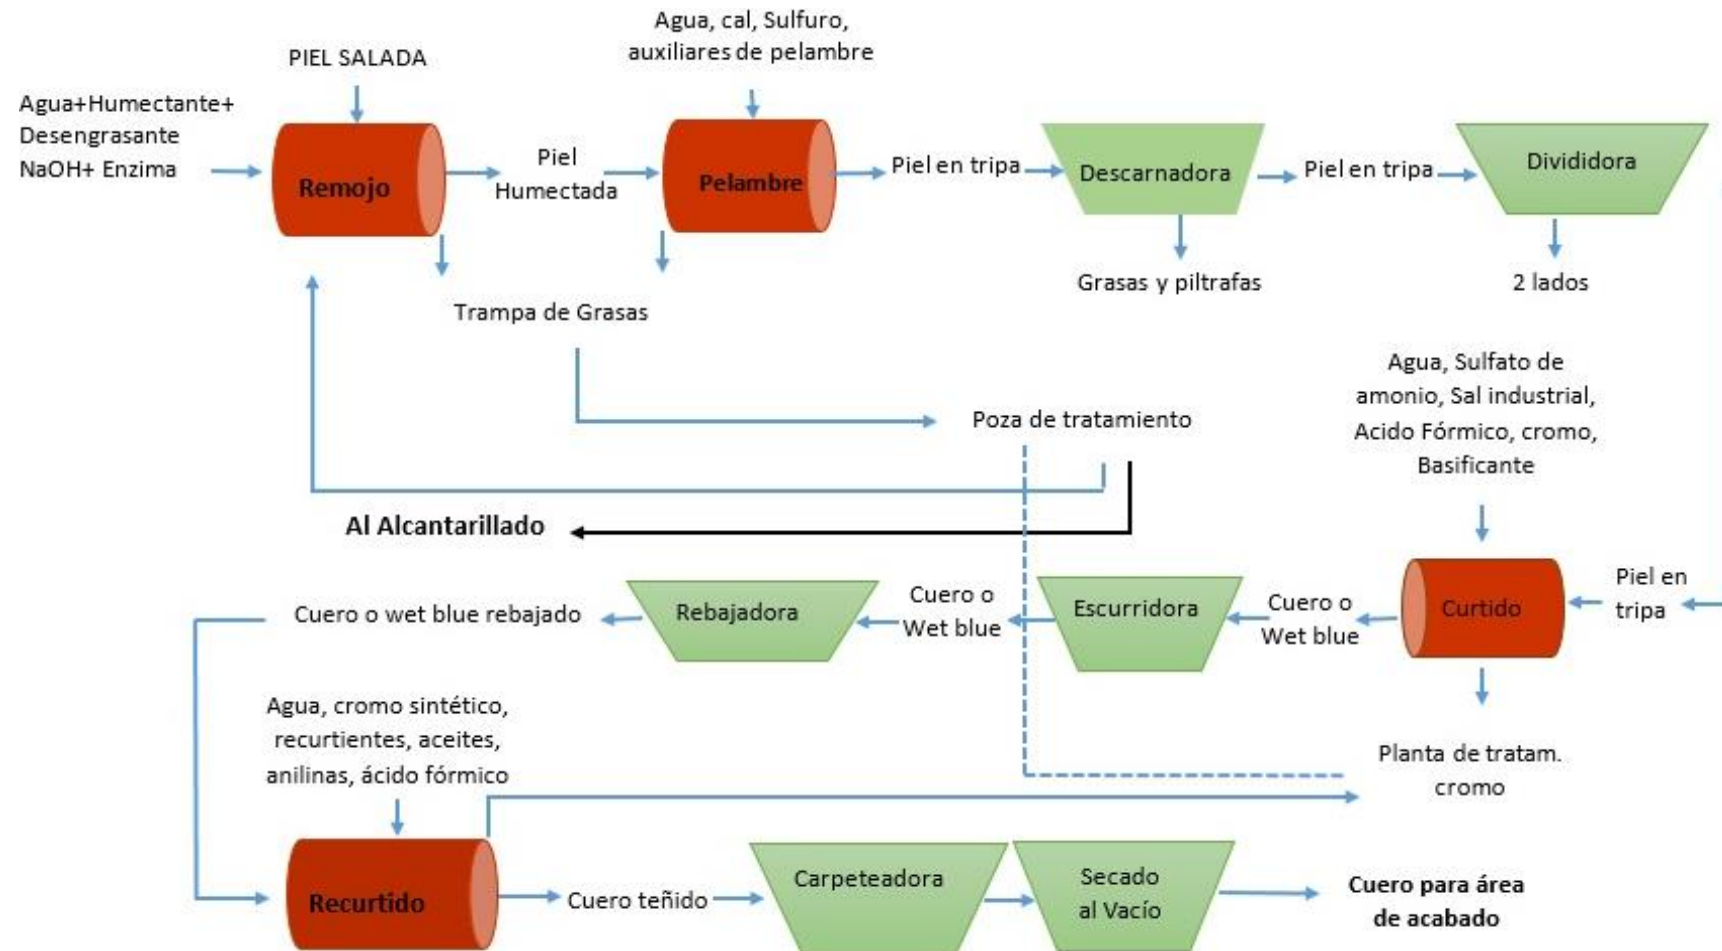 PIEL SALADA
Agua+Humectante+
Desengrasante
NaOH+ Enzima
Remojo
Piel
Humectada
Agua, cal, Sulfuro,
auxiliares de pelambre
Pelambre
Piel en tripa
Descarnadora
Piel en tripa
Divididora
Grasas y piltrafas
2 lados
Trampa de Grasas
Poza de tratamiento
Al Alcantarillado
Agua, Sulfato de
amonio, Sal industrial,
Acido Fórmico, cromo,
Basificante
Piel en
tripa
Curtido
Cuero o
Wet blue
Escurridora
Cuero o
Wet blue
Rebajadora
Cuero o wet blue rebajado
Planta de tratam.
cromo
Agua, cromo sintético,
recurtientes, aceites,
anilinas, ácido fórmico
Recurtido
Cuero teñido
Carpeteadora
Secado
al Vacío
Cuero para área
de acabado